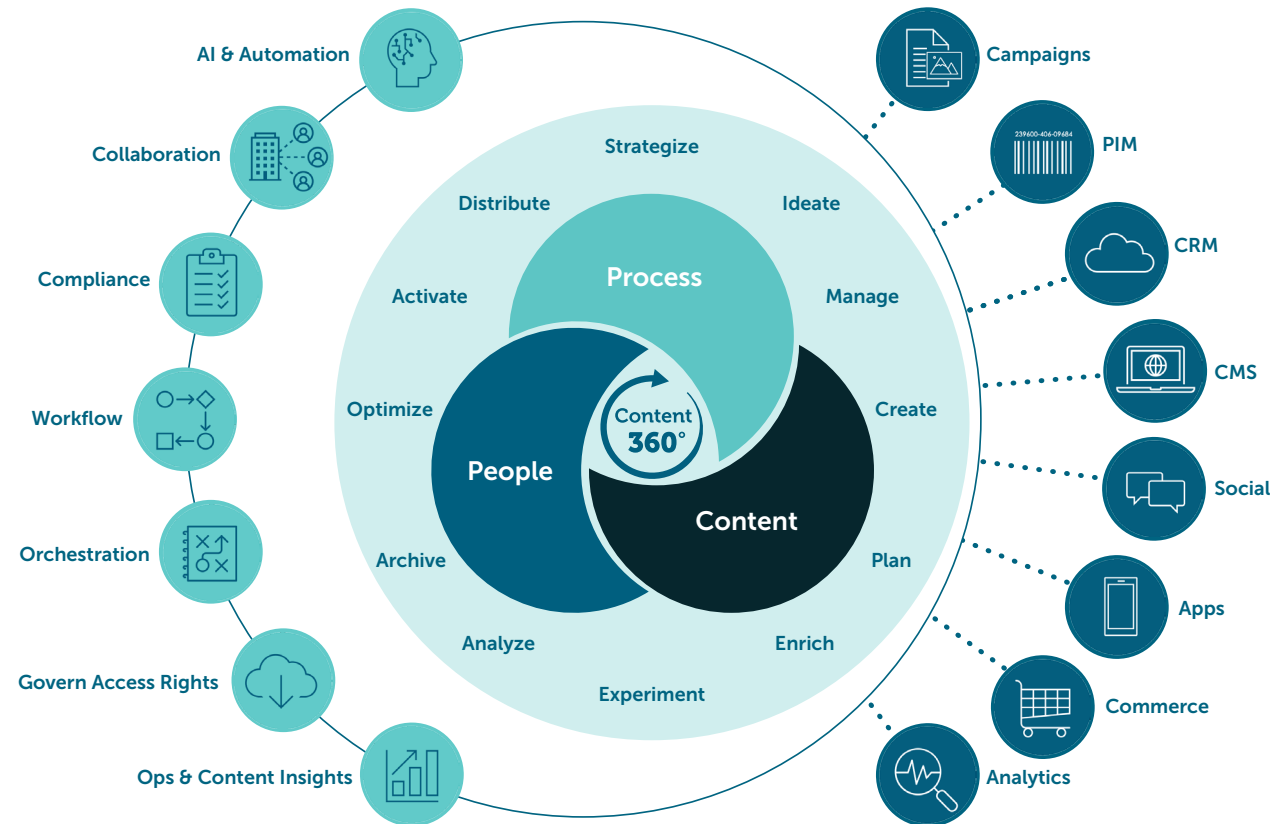 AI & Automation
Collaboration
Compliance
Workflow
Orchestration
Govern Access Rights
Ops & Content Insights
Strategize
Ideate
Manage
Create
Plan
Enrich
Experiment
Analyze
Archive
Optimize
Activate
Distribute
Process
People
Content
Content
360°
Campaigns
239600-406-09684
PIM
CRM
CMS
Social
Apps
Commerce
Analytics